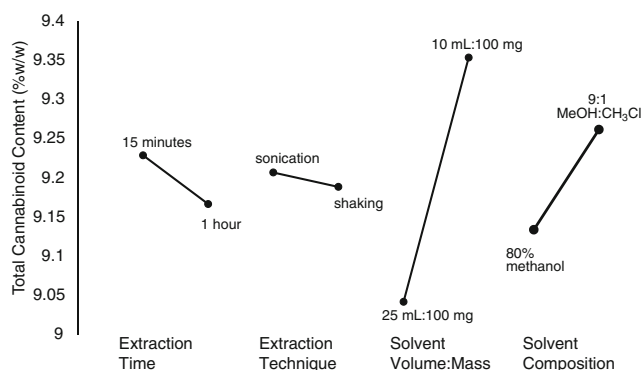 Total Cannabinoid Content (%w/w)
9.4
9.35
9.3
9.25
9.2
9.15
9.1
9.05
9
15 minutes
1 hour
sonication
shaking
10 mL:100 mg
25 mL:100 mg
9:1
MeOH:CH₃Cl
80%
methanol
Extraction
Time
Extraction
Technique
Solvent
Volume:Mass
Solvent
Composition